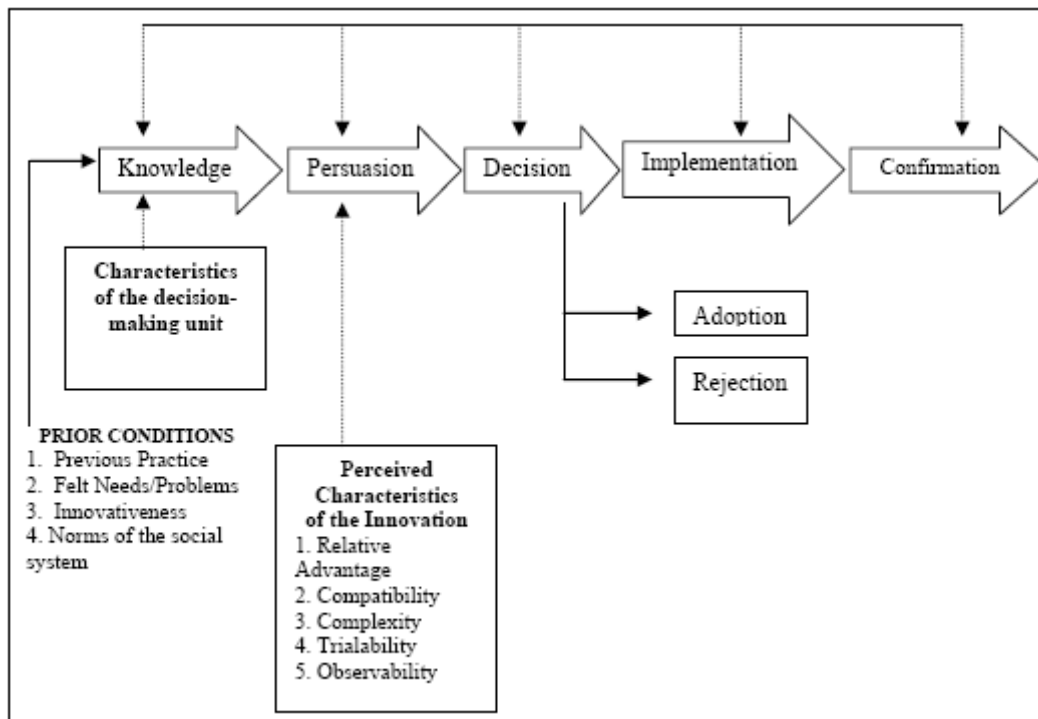 Knowledge
Persuasion
Decision
Implementation
Confirmation
Characteristics
of the decision-
making unit
Adoption
Rejection
PRIOR CONDITIONS
1. Previous Practice
2. Felt Needs/Problems
3. Innovativeness
4. Norms of the social
system
Perceived
Characteristics
of the Innovation
1. Relative
Advantage
2. Compatibility
3. Complexity
4. Trialability
5. Observability